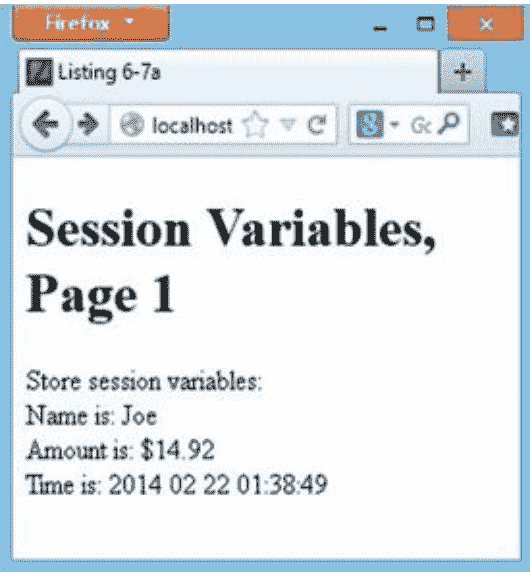 Firefox
Listing 6-7a
localhost
Session Variables,
Page 1
Store session variables:
Name is: Joe
Amount is: $14.92
Time is: 2014 02 22 01:38:49